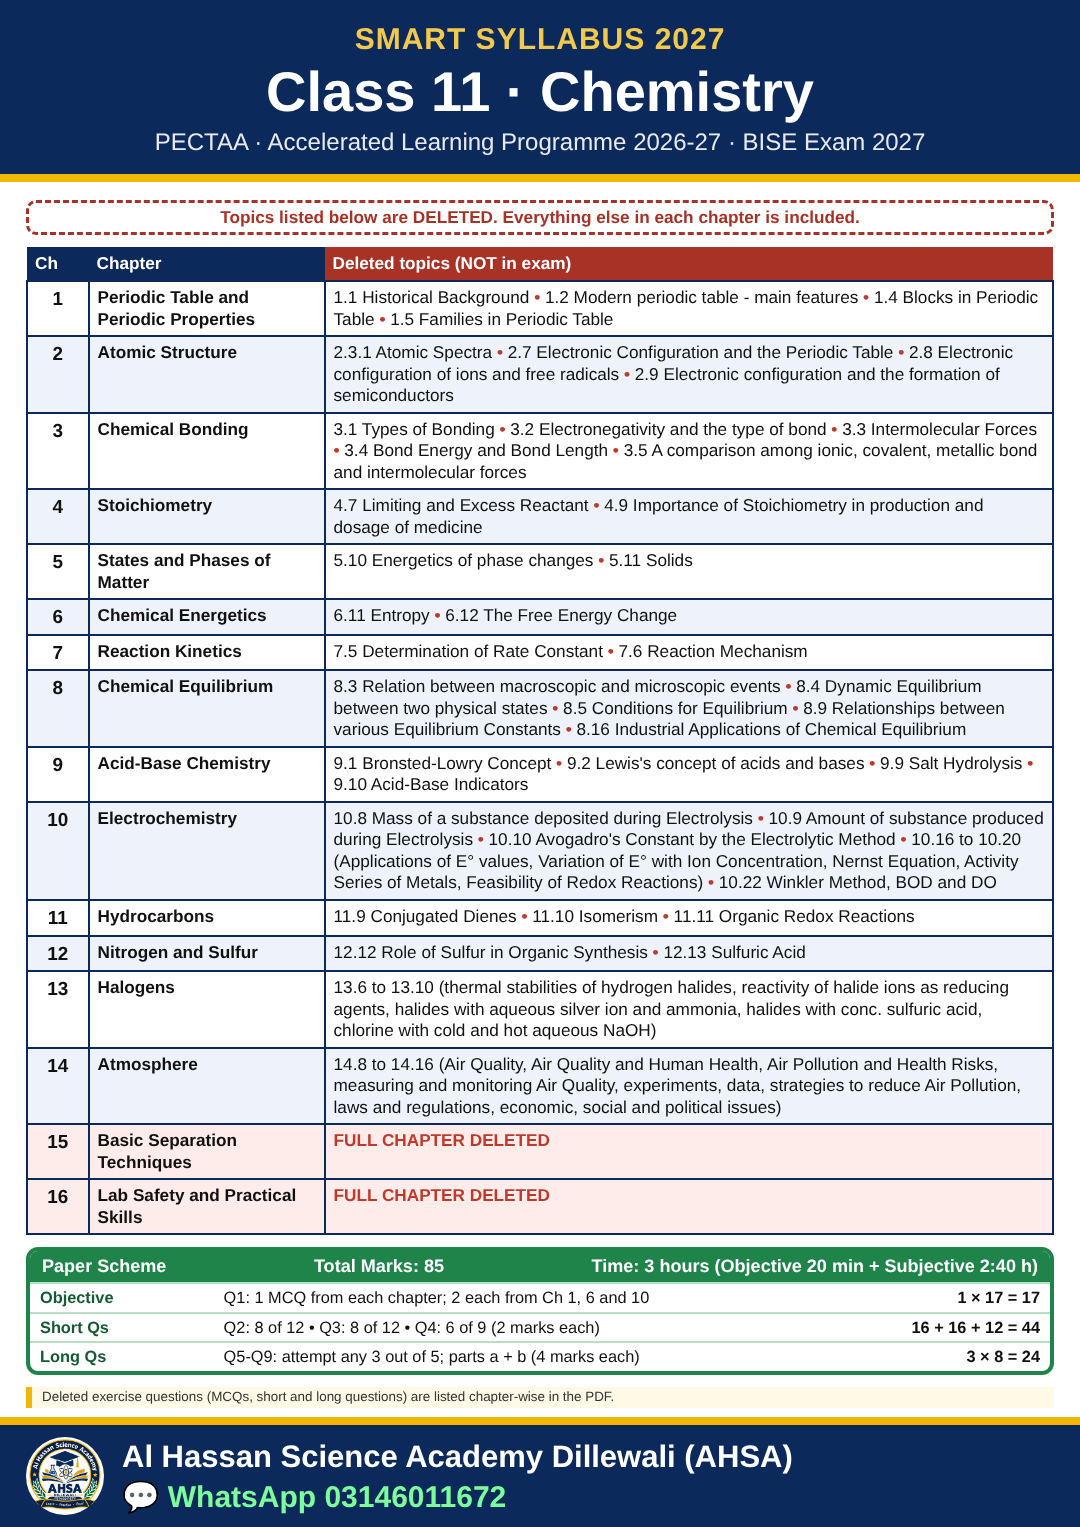 SMART SYLLABUS 2027
Class 11 · Chemistry
PECTAA · Accelerated Learning Programme 2026-27 · BISE Exam 2027
Topics listed below are DELETED. Everything else in each chapter is included.
Ch Chapter Deleted topics (NOT in exam)
1 Periodic Table and Periodic Properties
1.1 Historical Background • 1.2 Modern periodic table - main features • 1.4 Blocks in Periodic
Table • 1.5 Families in Periodic Table
2 Atomic Structure
2.3.1 Atomic Spectra • 2.7 Electronic Configuration and the Periodic Table • 2.8 Electronic
configuration of ions and free radicals • 2.9 Electronic configuration and the formation of
semiconductors
3 Chemical Bonding
3.1 Types of Bonding • 3.2 Electronegativity and the type of bond • 3.3 Intermolecular Forces
• 3.4 Bond Energy and Bond Length • 3.5 A comparison among ionic, covalent, metallic bond
and intermolecular forces
4 Stoichiometry
4.7 Limiting and Excess Reactant • 4.9 Importance of Stoichiometry in production and
dosage of medicine
5 States and Phases of Matter
5.10 Energetics of phase changes • 5.11 Solids
6 Chemical Energetics
6.11 Entropy • 6.12 The Free Energy Change
7 Reaction Kinetics
7.5 Determination of Rate Constant • 7.6 Reaction Mechanism
8 Chemical Equilibrium
8.3 Relation between macroscopic and microscopic events • 8.4 Dynamic Equilibrium
between two physical states • 8.5 Conditions for Equilibrium • 8.9 Relationships between
various Equilibrium Constants • 8.16 Industrial Applications of Chemical Equilibrium
9 Acid-Base Chemistry
9.1 Bronsted-Lowry Concept • 9.2 Lewis's concept of acids and bases • 9.9 Salt Hydrolysis •
9.10 Acid-Base Indicators
10 Electrochemistry
10.8 Mass of a substance deposited during Electrolysis • 10.9 Amount of substance produced
during Electrolysis • 10.10 Avogadro's Constant by the Electrolytic Method • 10.16 to 10.20
(Applications of E° values, Variation of E° with Ion Concentration, Nernst Equation, Activity
Series of Metals, Feasibility of Redox Reactions) • 10.22 Winkler Method, BOD and DO
11 Hydrocarbons
11.9 Conjugated Dienes • 11.10 Isomerism • 11.11 Organic Redox Reactions
12 Nitrogen and Sulfur
12.12 Role of Sulfur in Organic Synthesis • 12.13 Sulfuric Acid
13 Halogens
13.6 to 13.10 (thermal stabilities of hydrogen halides, reactivity of halide ions as reducing
agents, halides with aqueous silver ion and ammonia, halides with conc. sulfuric acid,
chlorine with cold and hot aqueous NaOH)
14 Atmosphere
14.8 to 14.16 (Air Quality, Air Quality and Human Health, Air Pollution and Health Risks,
measuring and monitoring Air Quality, experiments, data, strategies to reduce Air Pollution,
laws and regulations, economic, social and political issues)
15 Basic Separation Techniques
FULL CHAPTER DELETED
16 Lab Safety and Practical Skills
FULL CHAPTER DELETED
Paper Scheme Total Marks: 85 Time: 3 hours (Objective 20 min + Subjective 2:40 h)
Objective Q1: 1 MCQ from each chapter; 2 each from Ch 1, 6 and 10 1 × 17 = 17
Short Qs Q2: 8 of 12 • Q3: 8 of 12 • Q4: 6 of 9 (2 marks each) 16 + 16 + 12 = 44
Long Qs Q5-Q9: attempt any 3 out of 5; parts a + b (4 marks each) 3 × 8 = 24
Deleted exercise questions (MCQs, short and long questions) are listed chapter-wise in the PDF.
Al Hassan Science Academy
AHSA
DILLEWALI
Al Hassan Science Academy Dillewali (AHSA)
WhatsApp 03146011672